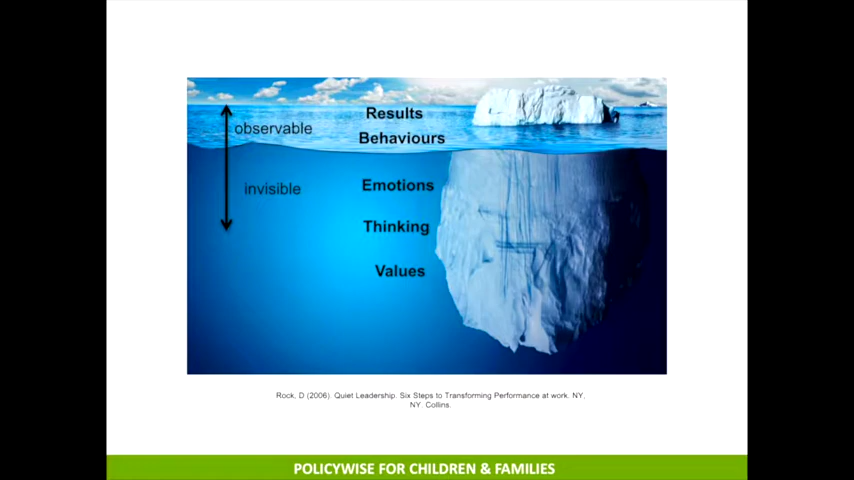 Results
observable
Behaviours
Emotions
invisible
Thinking
Values
Rock, D (2006). Quiet Leadership. Six Steps to Transforming Performance at work. NY,
NY. Collins.
POLICYWISE FOR CHILDREN & FAMILIES